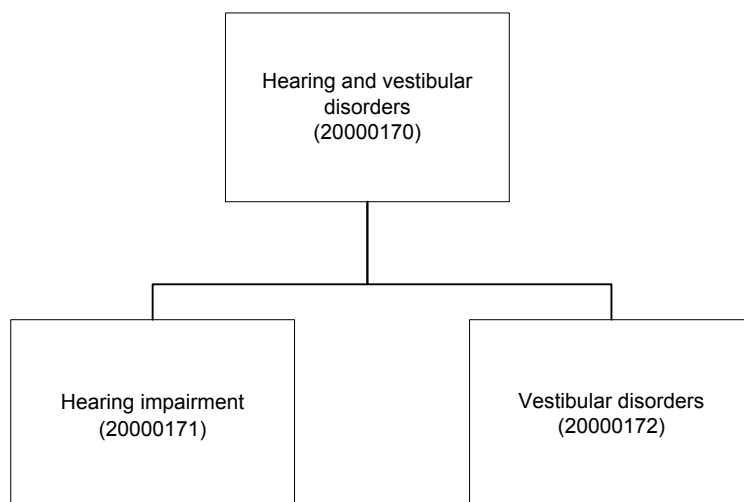 Hearing and vestibular
disorders
(20000170)
Hearing impairment
(20000171)
Vestibular disorders
(20000172)